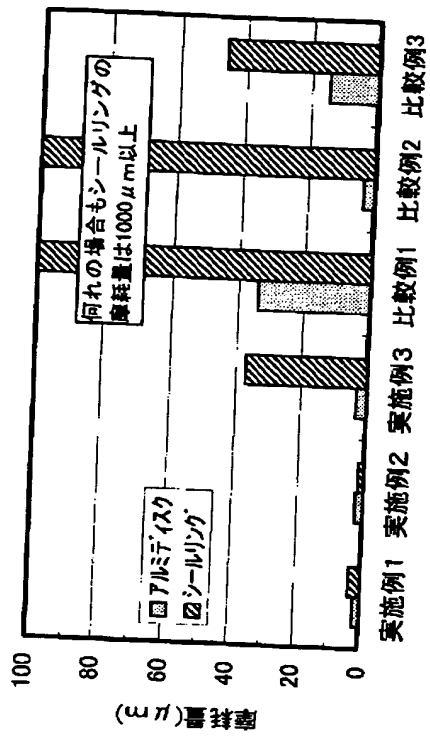 摩耗量(μm)
100
80
60
40
20
0
アルミディスク
シールリング
何れの場合もシールリングの
摩耗量は1000μm以上
実施例1 実施例2 実施例3 比較例1 比較例2 比較例3